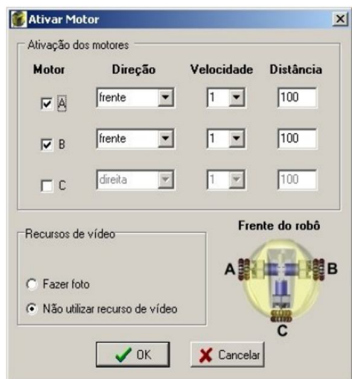 Ativar Motor
Ativação dos motores
Motor Direção Velocidade Distância
A frente 1 100
B frente 1 100
C direita 1 100
Recursos de vídeo
Fazer foto
Não utilizar recurso de vídeo
Frente do robô
A B
C
OK Cancelar